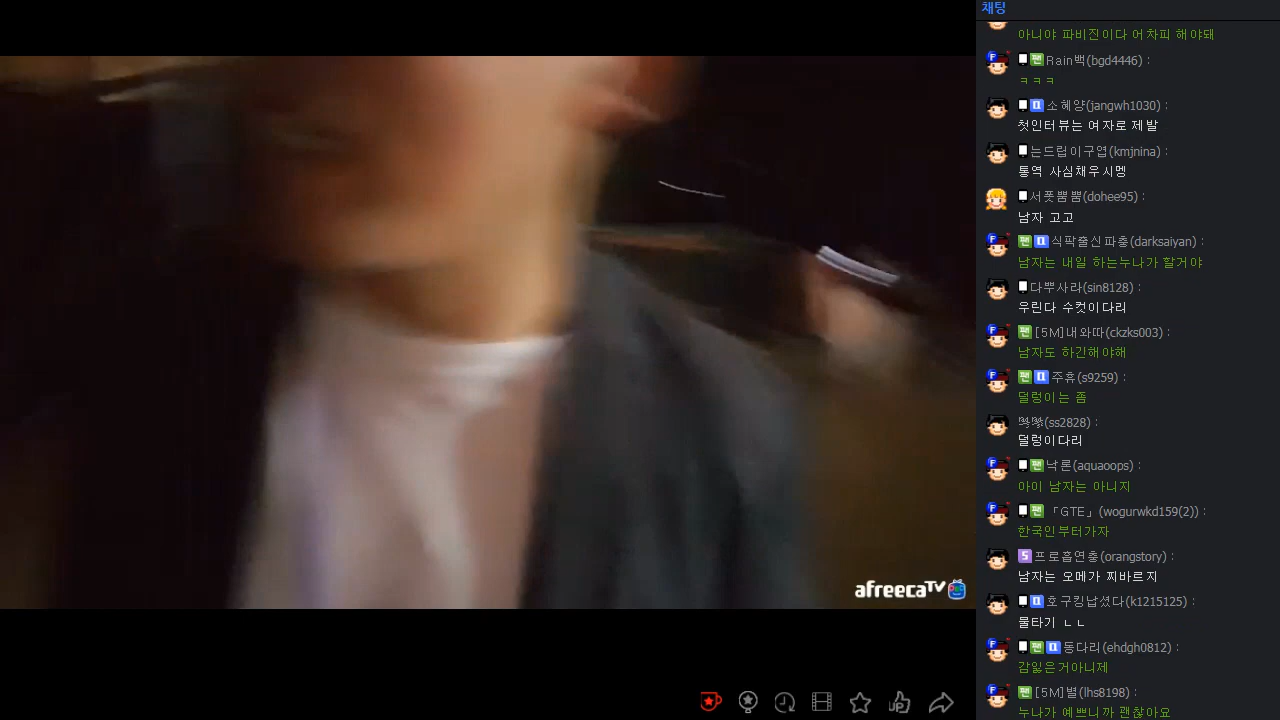 채팅
아니야 파비진이다 어차피 해야돼
팬 Rain백(bgd4446) :
ㅋㅋㅋ
소혜양(jangwh1030) :
첫인터뷰는 여자로 제발
는드립이구엽(kmjnina) :
통역 사심채우시멩
서폿뿜뿜(dohee95) :
남자 고고
팬 식팍출신파충(darksaiyan) :
남자는 내일 하는누나가 할거야
다뿌사라(sin8128) :
우린다 수컷이다리
팬 [5M]내와따(ckzks003) :
남자도 하긴해야해
팬 주휴(s9259) :
덜렁이는 좀
(ss2828) :
덜렁이다리
팬 낙론(aquaoops) :
아이 남자는 아니지
팬 「GTE」(wogurwkd159(2)) :
한국인부터가자
S 프로흡연충(orangstory) :
남자는 오메가 찌바르지
호구킹납셨다(k1215125) :
물타기 ㄴㄴ
팬 동다리(ehdgh0812) :
감잃은거아니제
팬 [5M]별(lhs8198) :
누나가 예쁘니까 괜찮아요
afreecaTV
UP